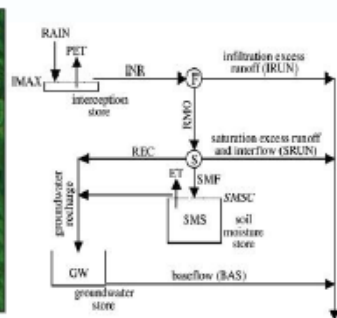 RAIN
PET
IMAX
interception
store
INR
F
infiltration excess
runoff (IRUN)
RMO
saturation excess runoff
and interflow (SRUN)
REC
S
SMF
ET
SMSC
SMS
soil
moisture
store
groundwater
recharge
GW
groundwater
store
baseflow (BAS)